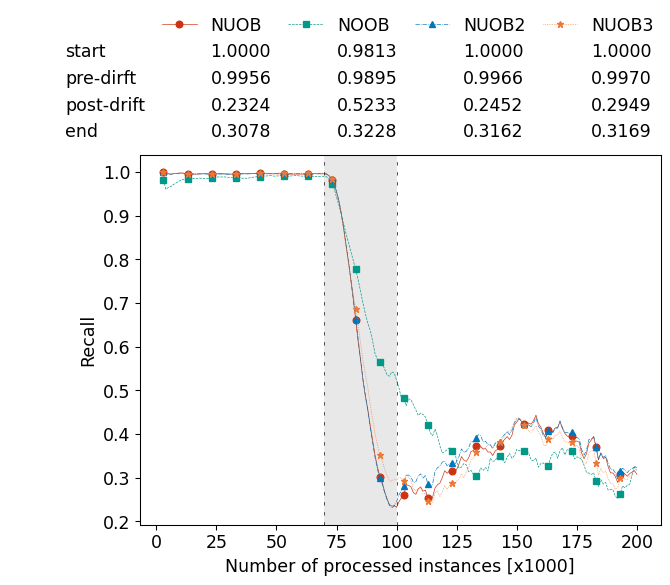 NUOB NOOB NUOB2 NUOB3
start 1.0000 0.9813 1.0000 1.0000
pre-dirft 0.9956 0.9895 0.9966 0.9970
post-drift 0.2324 0.5233 0.2452 0.2949
end 0.3078 0.3228 0.3162 0.3169
1.0
0.9
0.8
0.7
0.6
0.5
0.4
0.3
0.2
Recall
0 25 50 75 100 125 150 175 200
Number of processed instances [x1000]